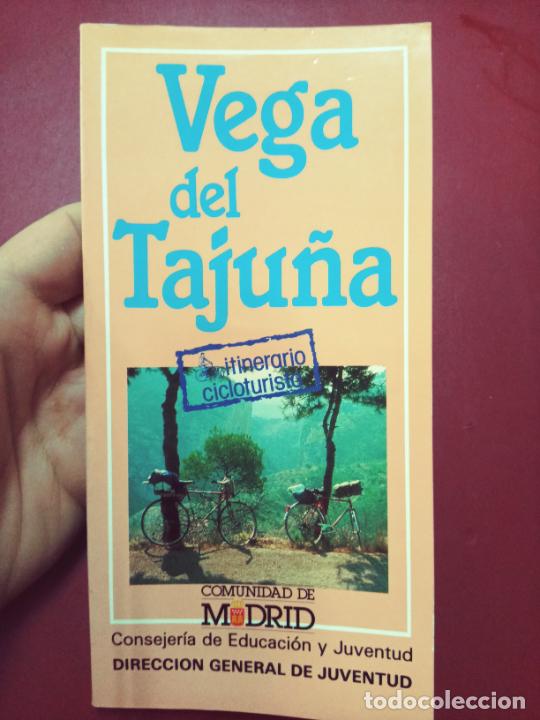 Vega
del
Tajuña
itinerario
cicloturista
COMUNIDAD DE
MADRID
Consejería de Educación y Juventud
DIRECCION GENERAL DE JUVENTUD
todocoleccion